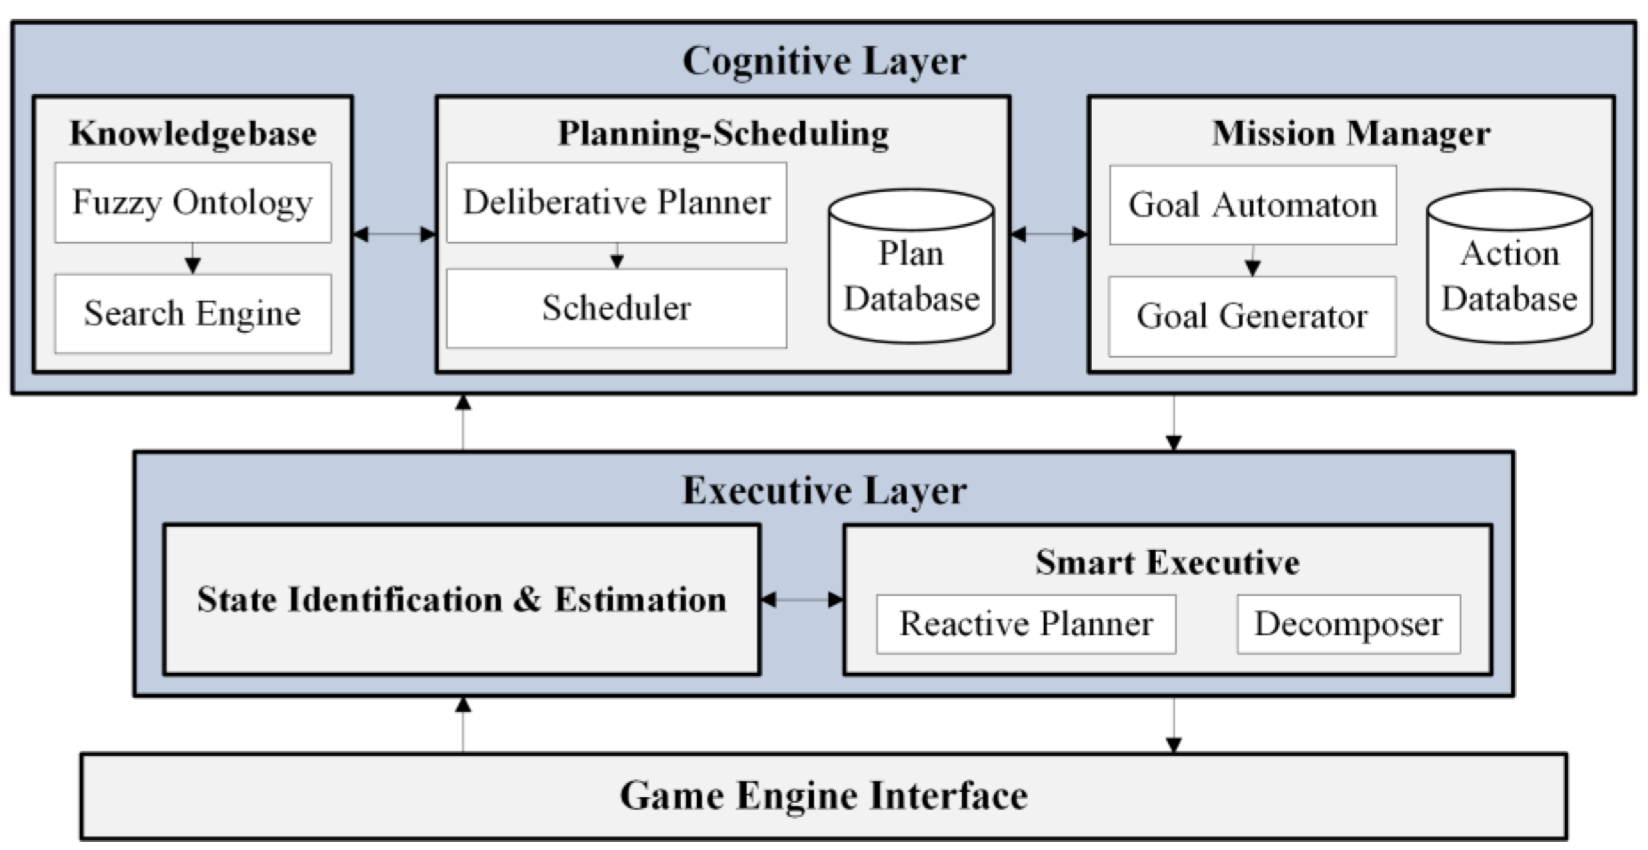 Cognitive Layer
Knowledgebase
Fuzzy Ontology
Search Engine
Planning-Scheduling
Deliberative Planner
Scheduler
Plan
Database
Mission Manager
Goal Automaton
Goal Generator
Action
Database
Executive Layer
State Identification & Estimation
Smart Executive
Reactive Planner
Decomposer
Game Engine Interface